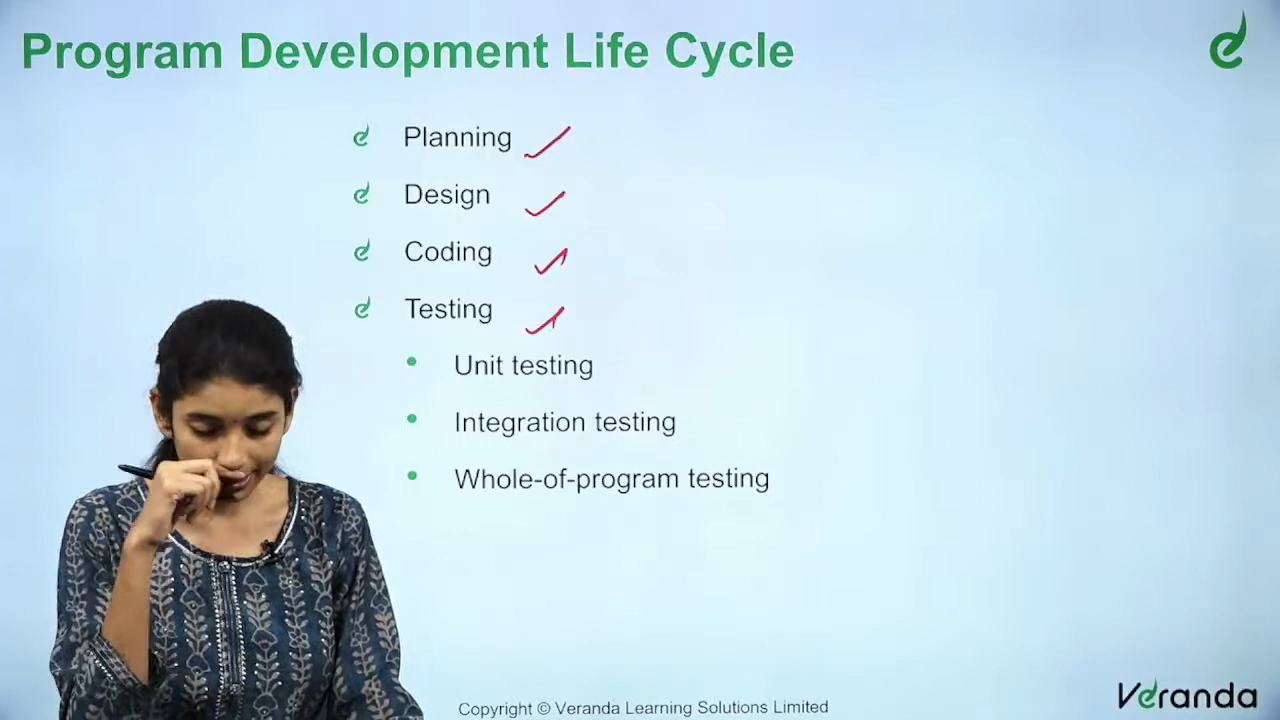 Program Development Life Cycle
Planning
Design
Coding
Testing
Unit testing
Integration testing
Whole-of-program testing
Copyright © Veranda Learning Solutions Limited
Veranda